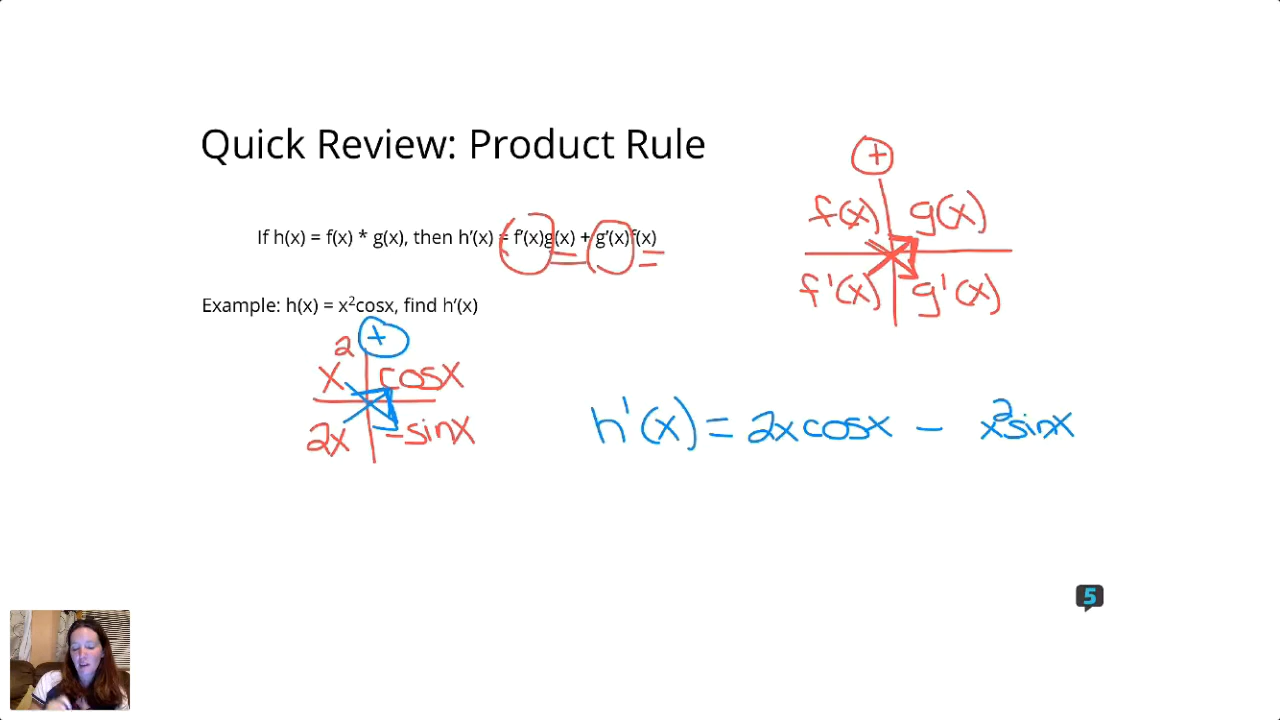 Quick Review: Product Rule
+
f(x) g(x)
f'(x) g'(x)
If h(x) = f(x) * g(x), then h′(x) = f′(x)g(x) + g′(x)f(x)
Example: h(x) = x²cosx, find h′(x)
+
x² cosx
2x -sinx
h'(x) = 2xcosx - x²sinx
5